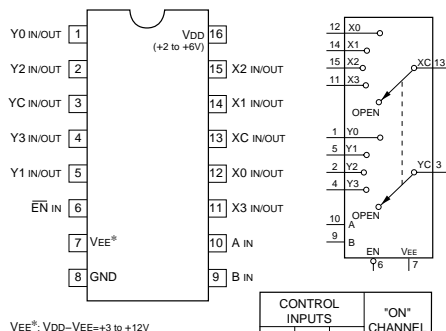 Y0 IN/OUT 1
Y2 IN/OUT 2
YC IN/OUT 3
Y3 IN/OUT 4
Y1 IN/OUT 5
EN IN 6
7 VEE*
8 GND
VDD 16
(+2 to +6V)
15 X2 IN/OUT
14 X1 IN/OUT
13 XC IN/OUT
12 X0 IN/OUT
11 X3 IN/OUT
10 A IN
9 B IN
VEE*: VDD–VEE=+3 to +12V
12 X0
14 X1
15 X2
11 X3
XC 13
OPEN
1 Y0
5 Y1
2 Y2
4 Y3
YC 3
OPEN
10 A
9 B
EN VEE
6 7
CONTROL
INPUTS
"ON"
CHANNEL